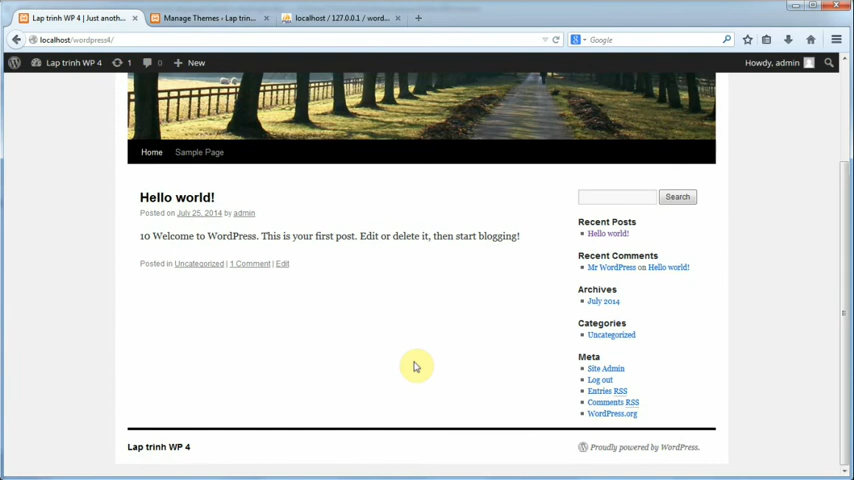 Lap trinh WP 4 | Just anoth...
Manage Themes ‹ Lap trin...
localhost / 127.0.0.1 / word...
localhost/wordpress4/
Google
Lap trinh WP 4
1
0
New
Howdy, admin
Home
Sample Page
Hello world!
Posted on July 25, 2014 by admin
10 Welcome to WordPress. This is your first post. Edit or delete it, then start blogging!
Posted in Uncategorized | 1 Comment | Edit
Search
Recent Posts
Hello world!
Recent Comments
Mr WordPress on Hello world!
Archives
July 2014
Categories
Uncategorized
Meta
Site Admin
Log out
Entries RSS
Comments RSS
WordPress.org
Lap trinh WP 4
Proudly powered by WordPress.